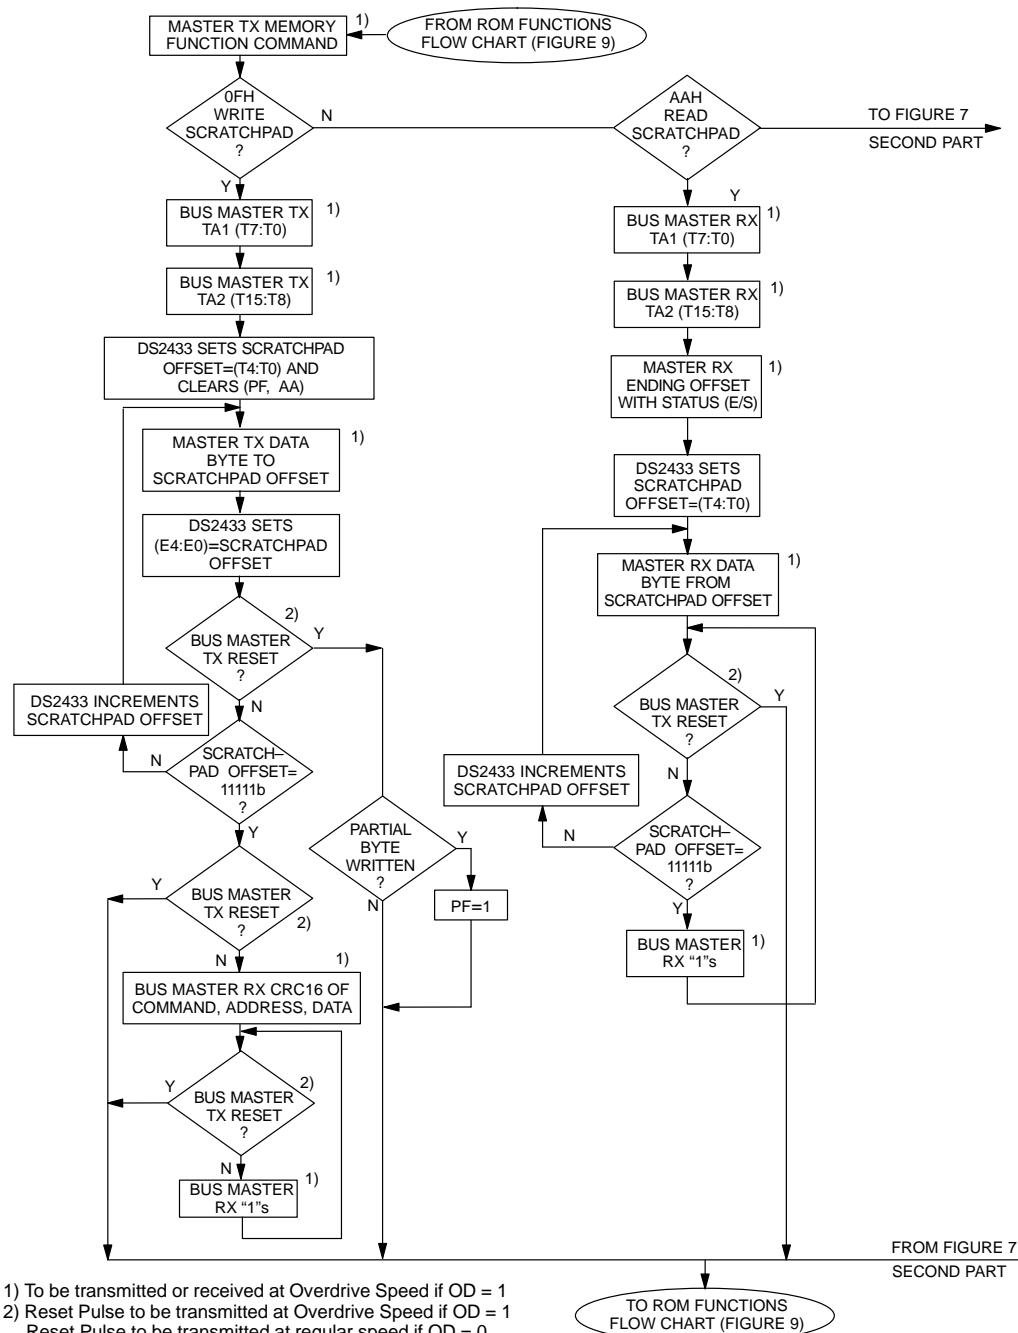 MASTER TX MEMORY
FUNCTION COMMAND
1)
FROM ROM FUNCTIONS
FLOW CHART (FIGURE 9)
0FH
WRITE
SCRATCHPAD
?
N
Y
AAH
READ
SCRATCHPAD
?
Y
TO FIGURE 7
SECOND PART
BUS MASTER TX
TA1 (T7:T0)
1)
BUS MASTER TX
TA2 (T15:T8)
1)
DS2433 SETS SCRATCHPAD
OFFSET=(T4:T0) AND
CLEARS (PF, AA)
MASTER TX DATA
BYTE TO
SCRATCHPAD OFFSET
1)
DS2433 SETS
(E4:E0)=SCRATCHPAD
OFFSET
BUS MASTER
TX RESET
?
2)
Y
N
DS2433 INCREMENTS
SCRATCHPAD OFFSET
SCRATCH–
PAD OFFSET=
11111b
?
N
Y
BUS MASTER
TX RESET
?
2)
Y
N
PARTIAL
BYTE
WRITTEN
?
Y
N
PF=1
BUS MASTER RX CRC16 OF
COMMAND, ADDRESS, DATA
1)
BUS MASTER
TX RESET
?
2)
Y
N
BUS MASTER
RX “1”s
1)
BUS MASTER RX
TA1 (T7:T0)
1)
BUS MASTER RX
TA2 (T15:T8)
1)
MASTER RX
ENDING OFFSET
WITH STATUS (E/S)
1)
DS2433 SETS
SCRATCHPAD
OFFSET=(T4:T0)
MASTER RX DATA
BYTE FROM
SCRATCHPAD OFFSET
1)
BUS MASTER
TX RESET
?
2)
Y
N
DS2433 INCREMENTS
SCRATCHPAD OFFSET
SCRATCH–
PAD OFFSET=
11111b
?
N
Y
BUS MASTER
RX “1”s
1)
FROM FIGURE 7
SECOND PART
TO ROM FUNCTIONS
FLOW CHART (FIGURE 9)
1) To be transmitted or received at Overdrive Speed if OD = 1
2) Reset Pulse to be transmitted at Overdrive Speed if OD = 1
Reset Pulse to be transmitted at regular speed if OD = 0